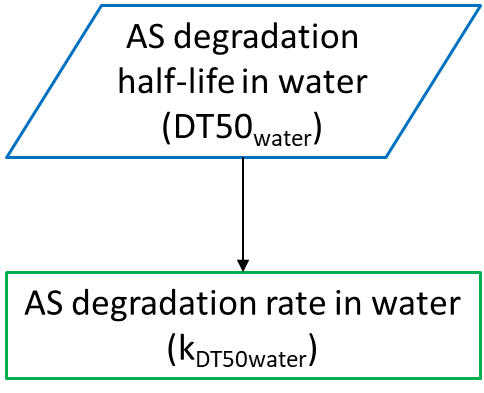 AS degradation
half-life in water
(DT50water)
AS degradation rate in water
(kDT50water)